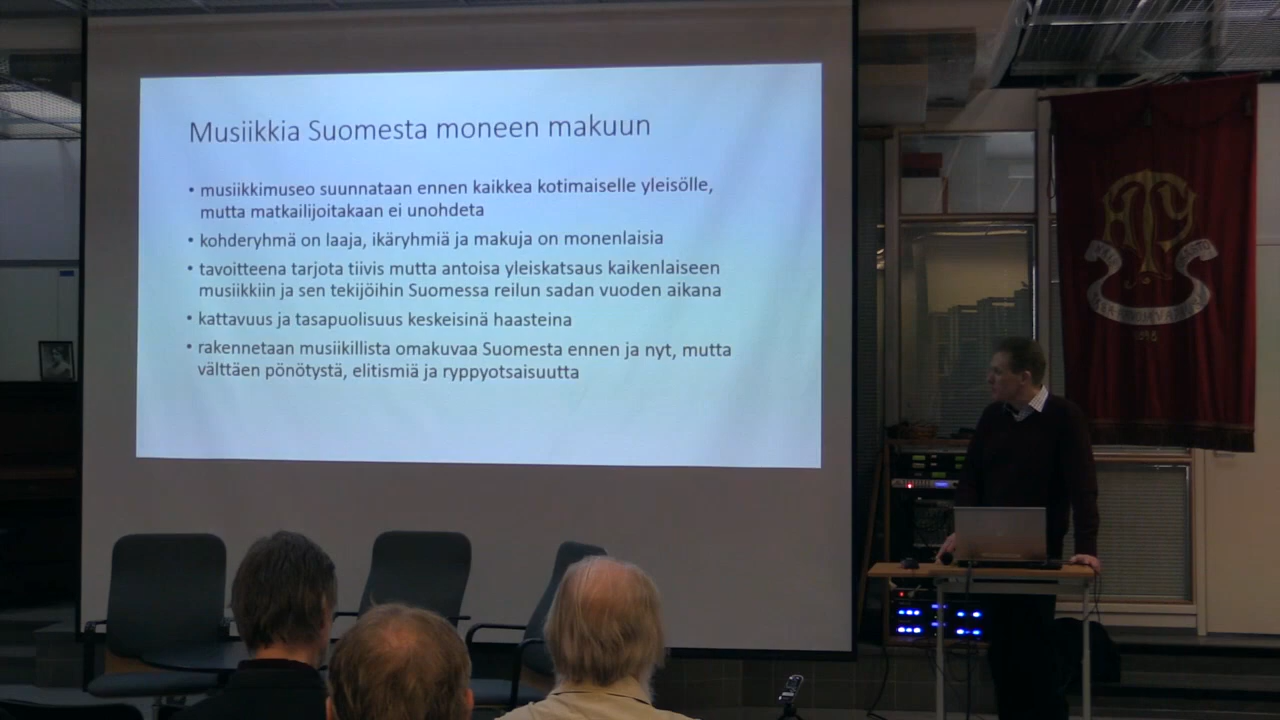 Musiikkia Suomesta moneen makuun
• musiikkimuseo suunnataan ennen kaikkea kotimaiselle yleisölle,
mutta matkailijoitakaan ei unohdeta
• kohderyhmä on laaja, ikäryhmiä ja makuja on monenlaisia
• tavoitteena tarjota tiivis mutta antoisa yleiskatsaus kaikenlaiseen
musiikkiin ja sen tekijöihin Suomessa reilun sadan vuoden aikana
• kattavuus ja tasapuolisuus keskeisinä haasteina
• rakennetaan musiikillista omakuvaa Suomesta ennen ja nyt, mutta
välttäen pönötystä, elitismiä ja ryppyotsaisuutta